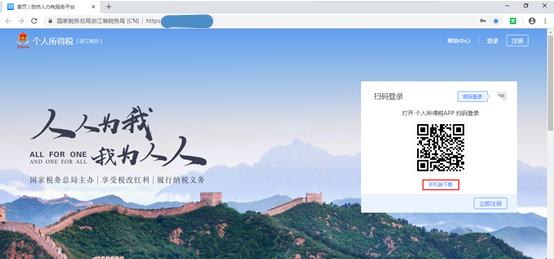 首页 | 自然人办税服务平台
国家税务总局浙江省税务局 [CN] | https:
个人所得税 | 浙江税务 |
帮助中心 登录 注册
扫码登录 密码登录
打开 个人所得税APP 扫码登录
人人为我
ALL FOR ONE
AND ONE FOR ALL
我为人人
国家税务总局主办 | 享受税改红利 | 履行纳税义务
手机端下载
立即注册